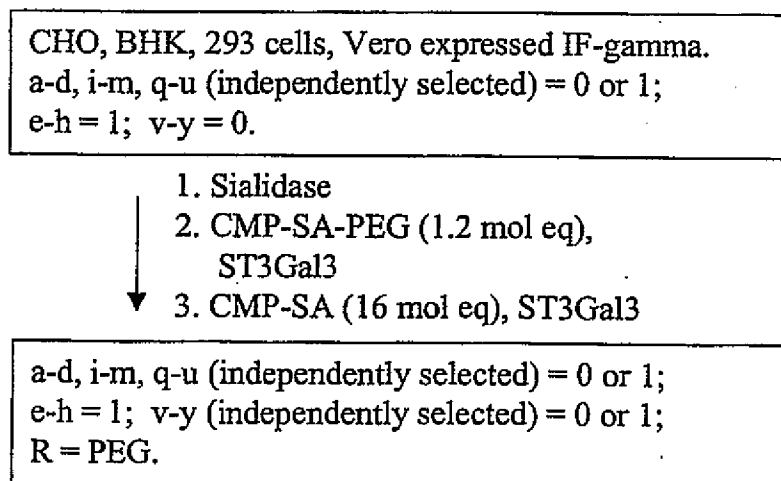 CHO, BHK, 293 cells, Vero expressed IF-gamma.
a-d, i-m, q-u (independently selected) = 0 or 1;
e-h = 1; v-y = 0.
1. Sialidase
2. CMP-SA-PEG (1.2 mol eq),
ST3Gal3
3. CMP-SA (16 mol eq), ST3Gal3
a-d, i-m, q-u (independently selected) = 0 or 1;
e-h = 1; v-y (independently selected) = 0 or 1;
R = PEG.